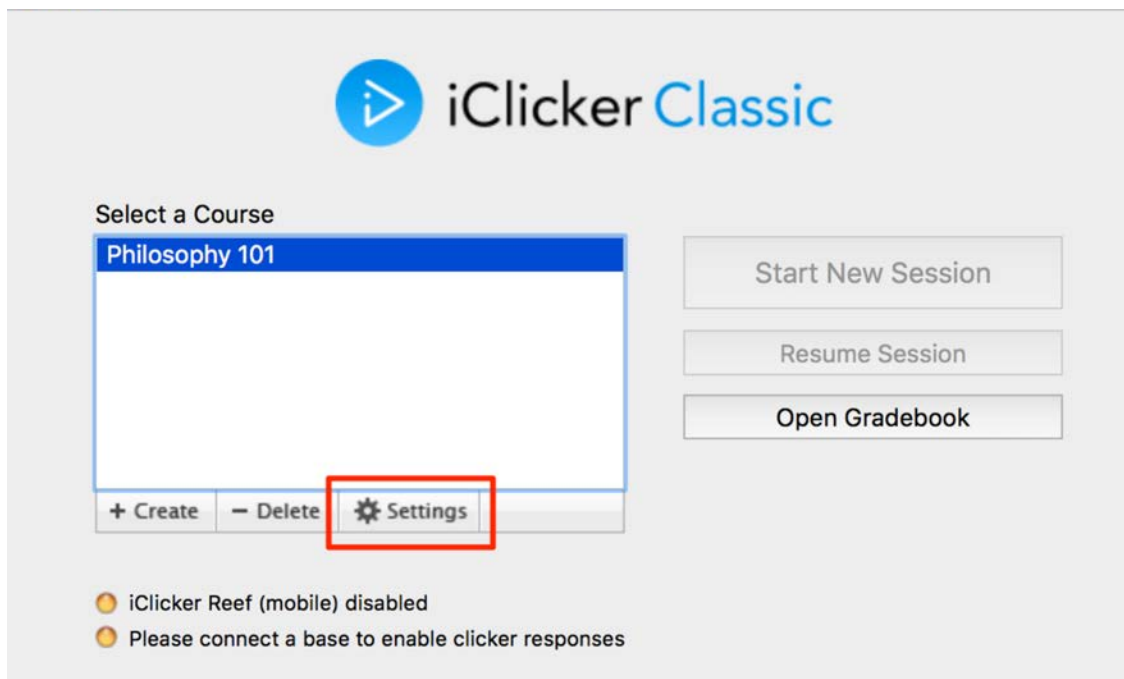 iClicker Classic
Select a Course
Philosophy 101
Start New Session
Resume Session
Open Gradebook
+ Create − Delete Settings
iClicker Reef (mobile) disabled
Please connect a base to enable clicker responses